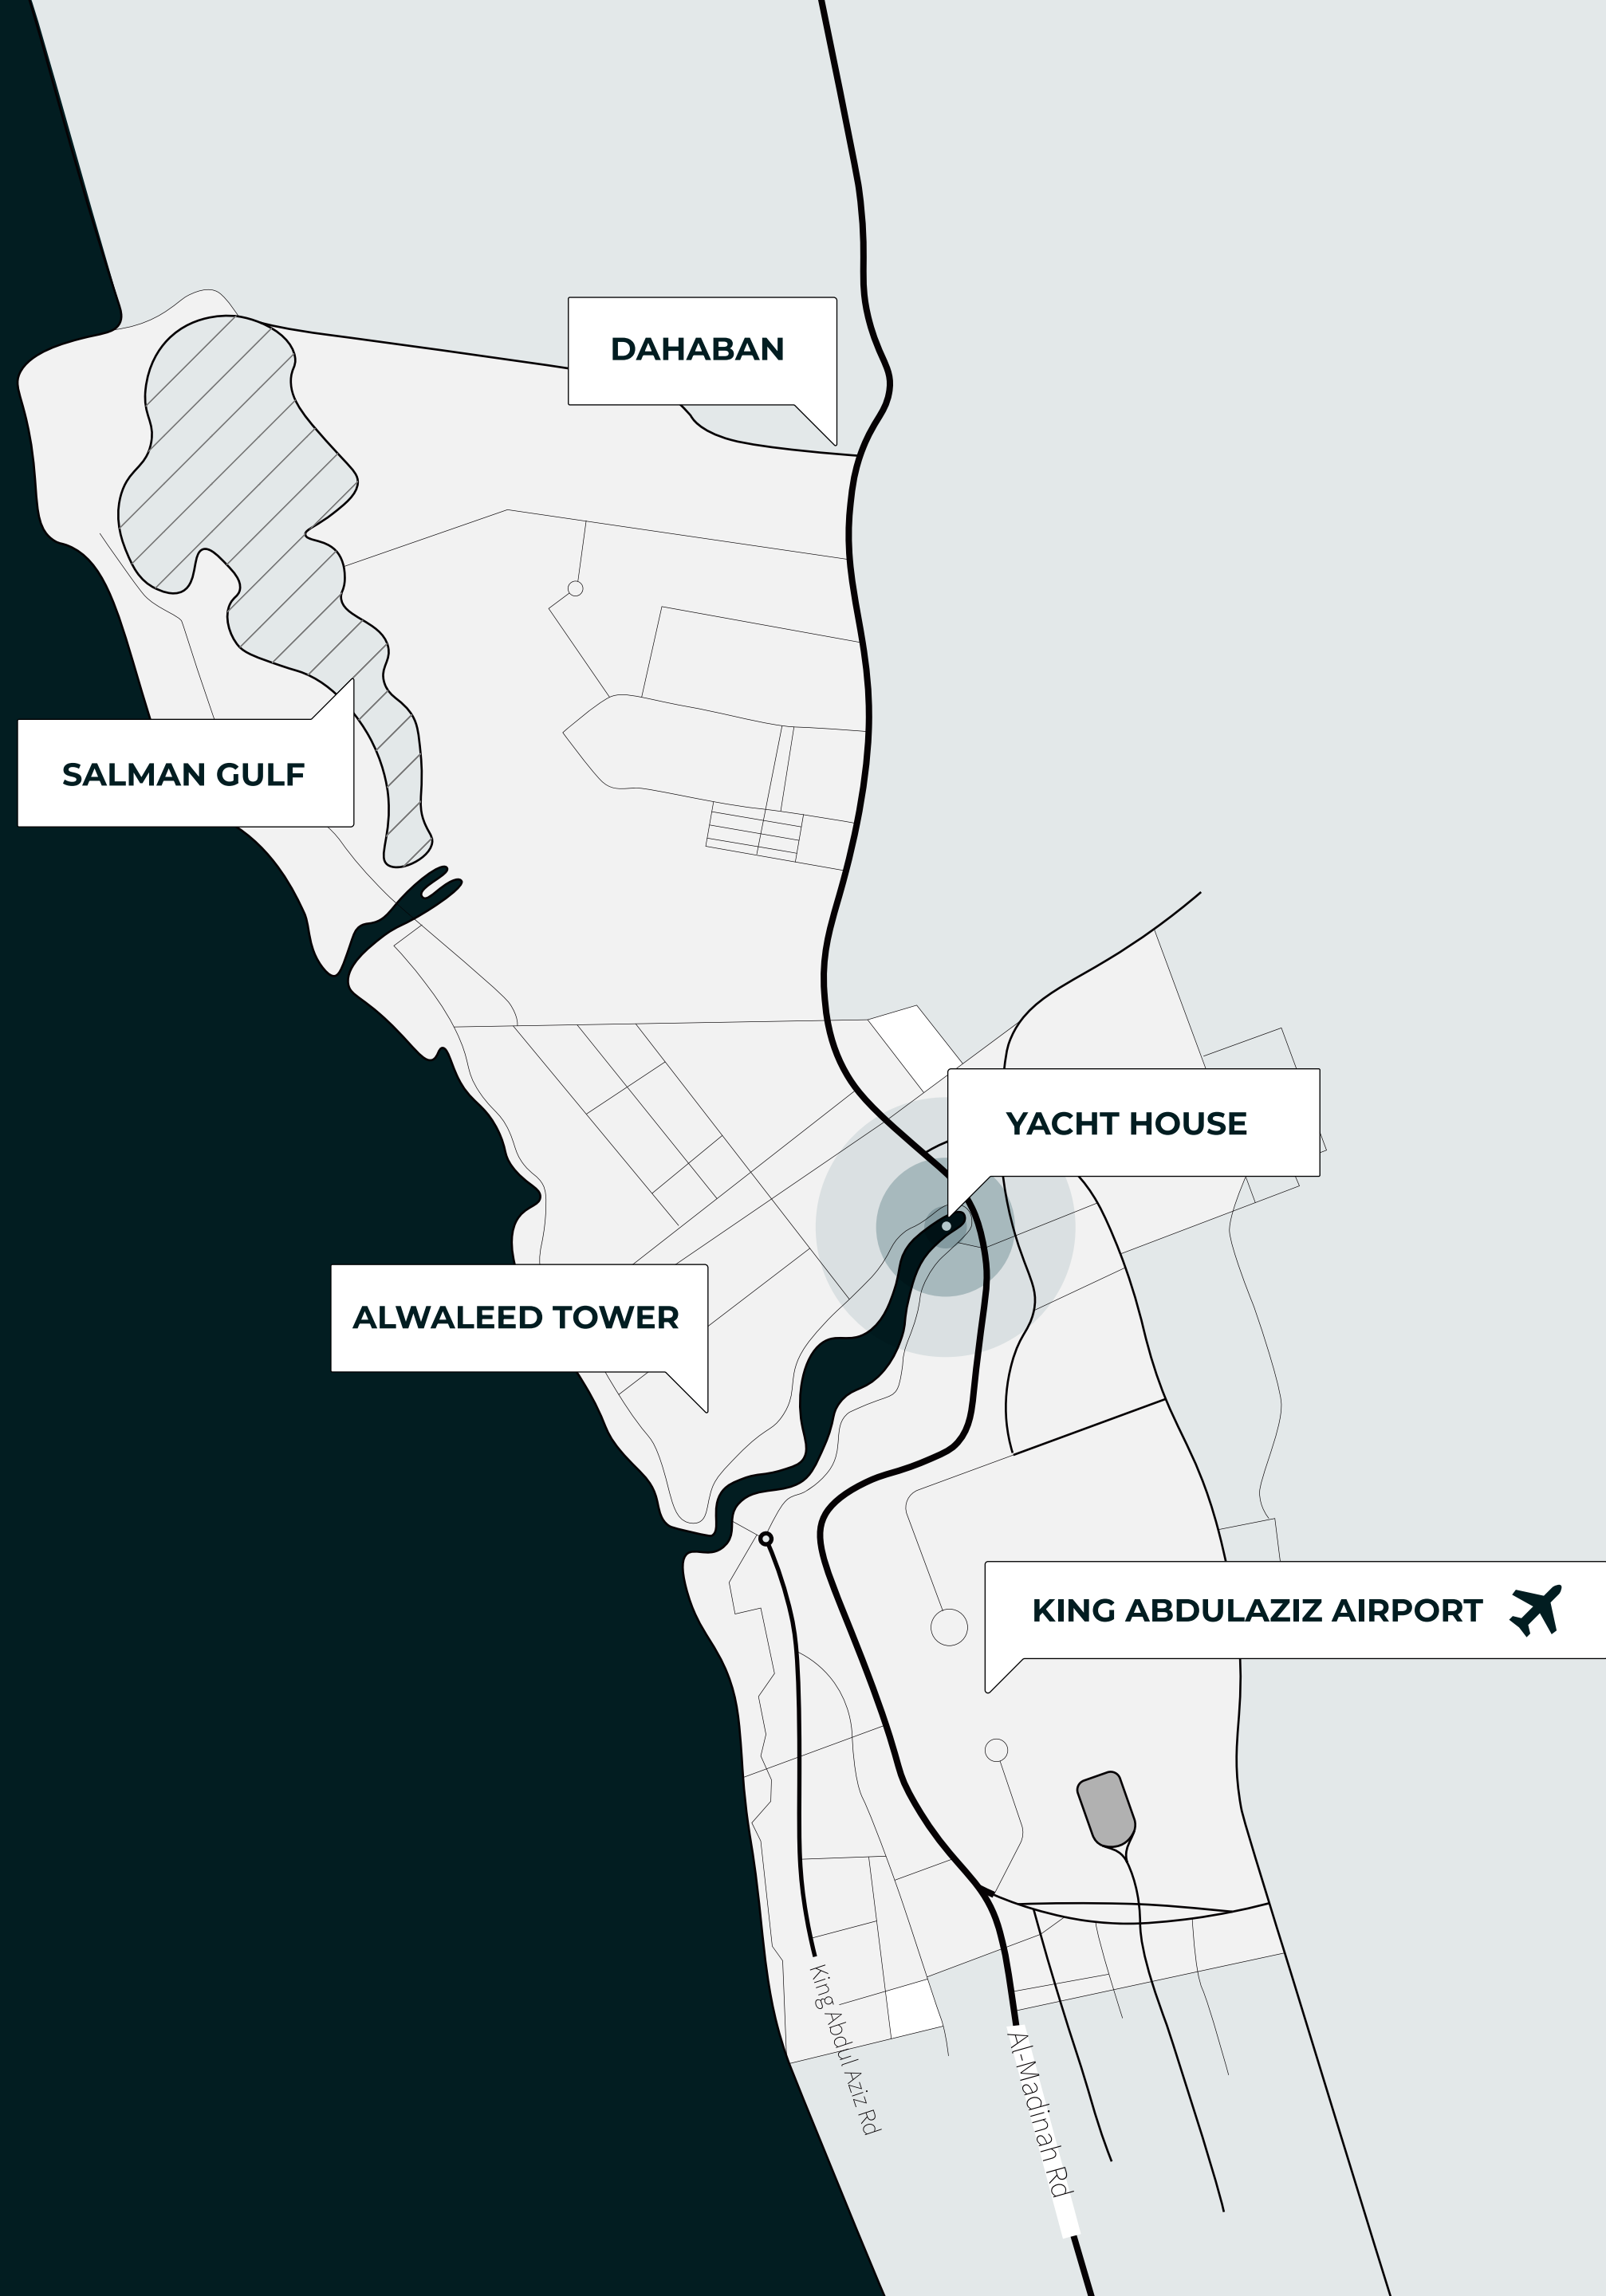 DAHABAN
SALMAN GULF
YACHT HOUSE
ALWALEED TOWER
KING ABDULAZIZ AIRPORT
King Abdul Aziz Rd
Al-Madinah Rd